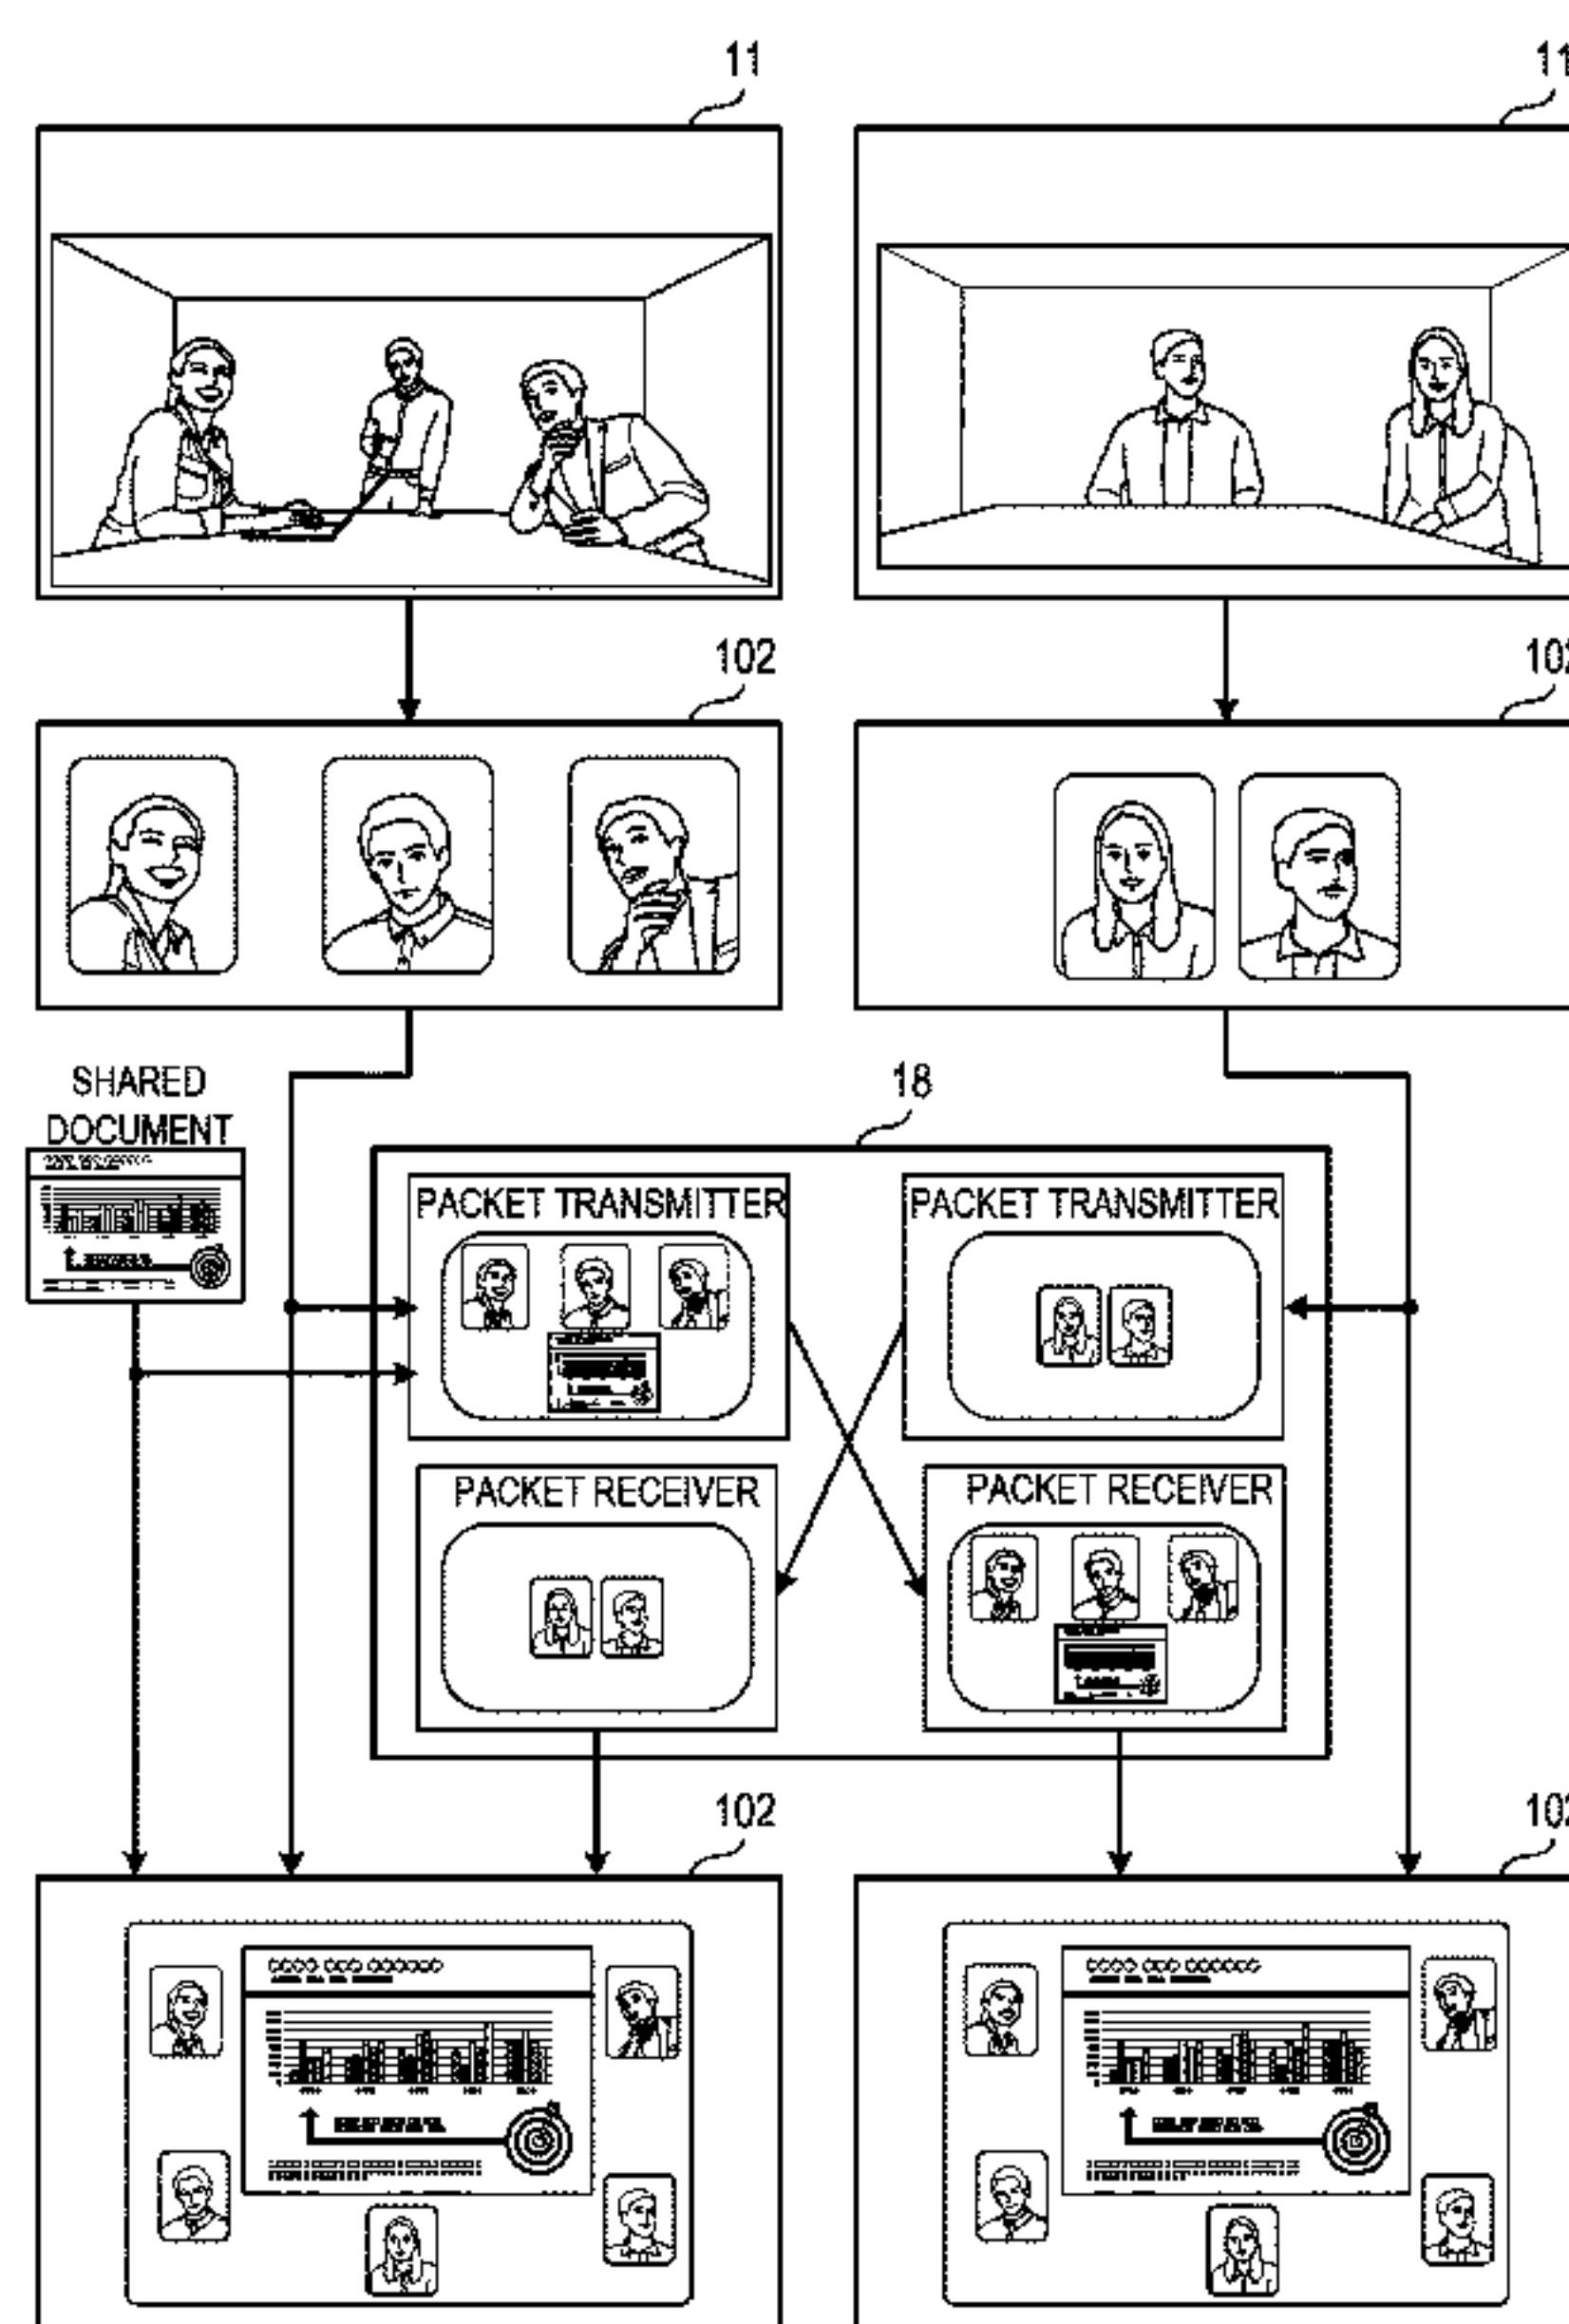 11
11
102
102
SHARED
DOCUMENT
18
PACKET TRANSMITTER
PACKET TRANSMITTER
PACKET RECEIVER
PACKET RECEIVER
102
102